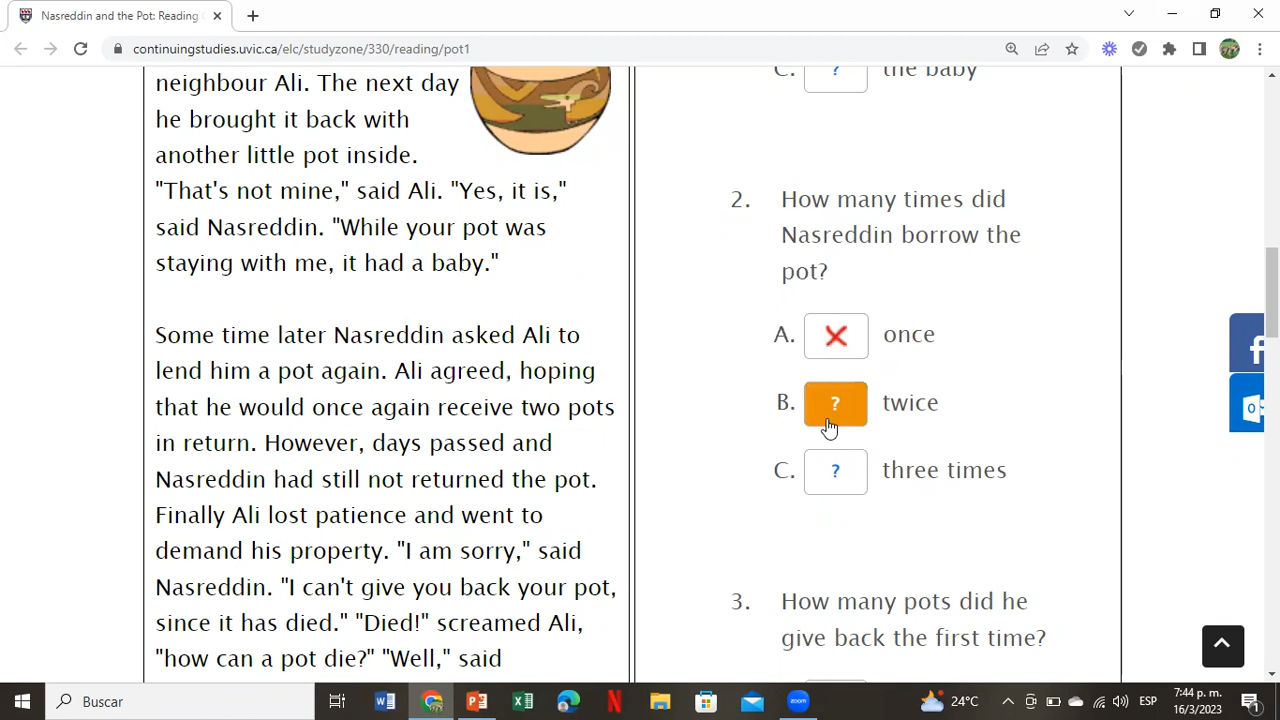 Nasreddin and the Pot: Reading
continuingstudies.uvic.ca/elc/studyzone/330/reading/pot1
neighbour Ali. The next day
he brought it back with
another little pot inside.
"That's not mine," said Ali. "Yes, it is,"
said Nasreddin. "While your pot was
staying with me, it had a baby."
Some time later Nasreddin asked Ali to
lend him a pot again. Ali agreed, hoping
that he would once again receive two pots
in return. However, days passed and
Nasreddin had still not returned the pot.
Finally Ali lost patience and went to
demand his property. "I am sorry," said
Nasreddin. "I can't give you back your pot,
since it has died." "Died!" screamed Ali,
"how can a pot die?" "Well," said
C. ? the baby
2. How many times did
Nasreddin borrow the
pot?
A. once
B. ? twice
C. ? three times
3. How many pots did he
give back the first time?
Buscar
zoom
24°C
ESP
7:44 p. m.
16/3/2023
1